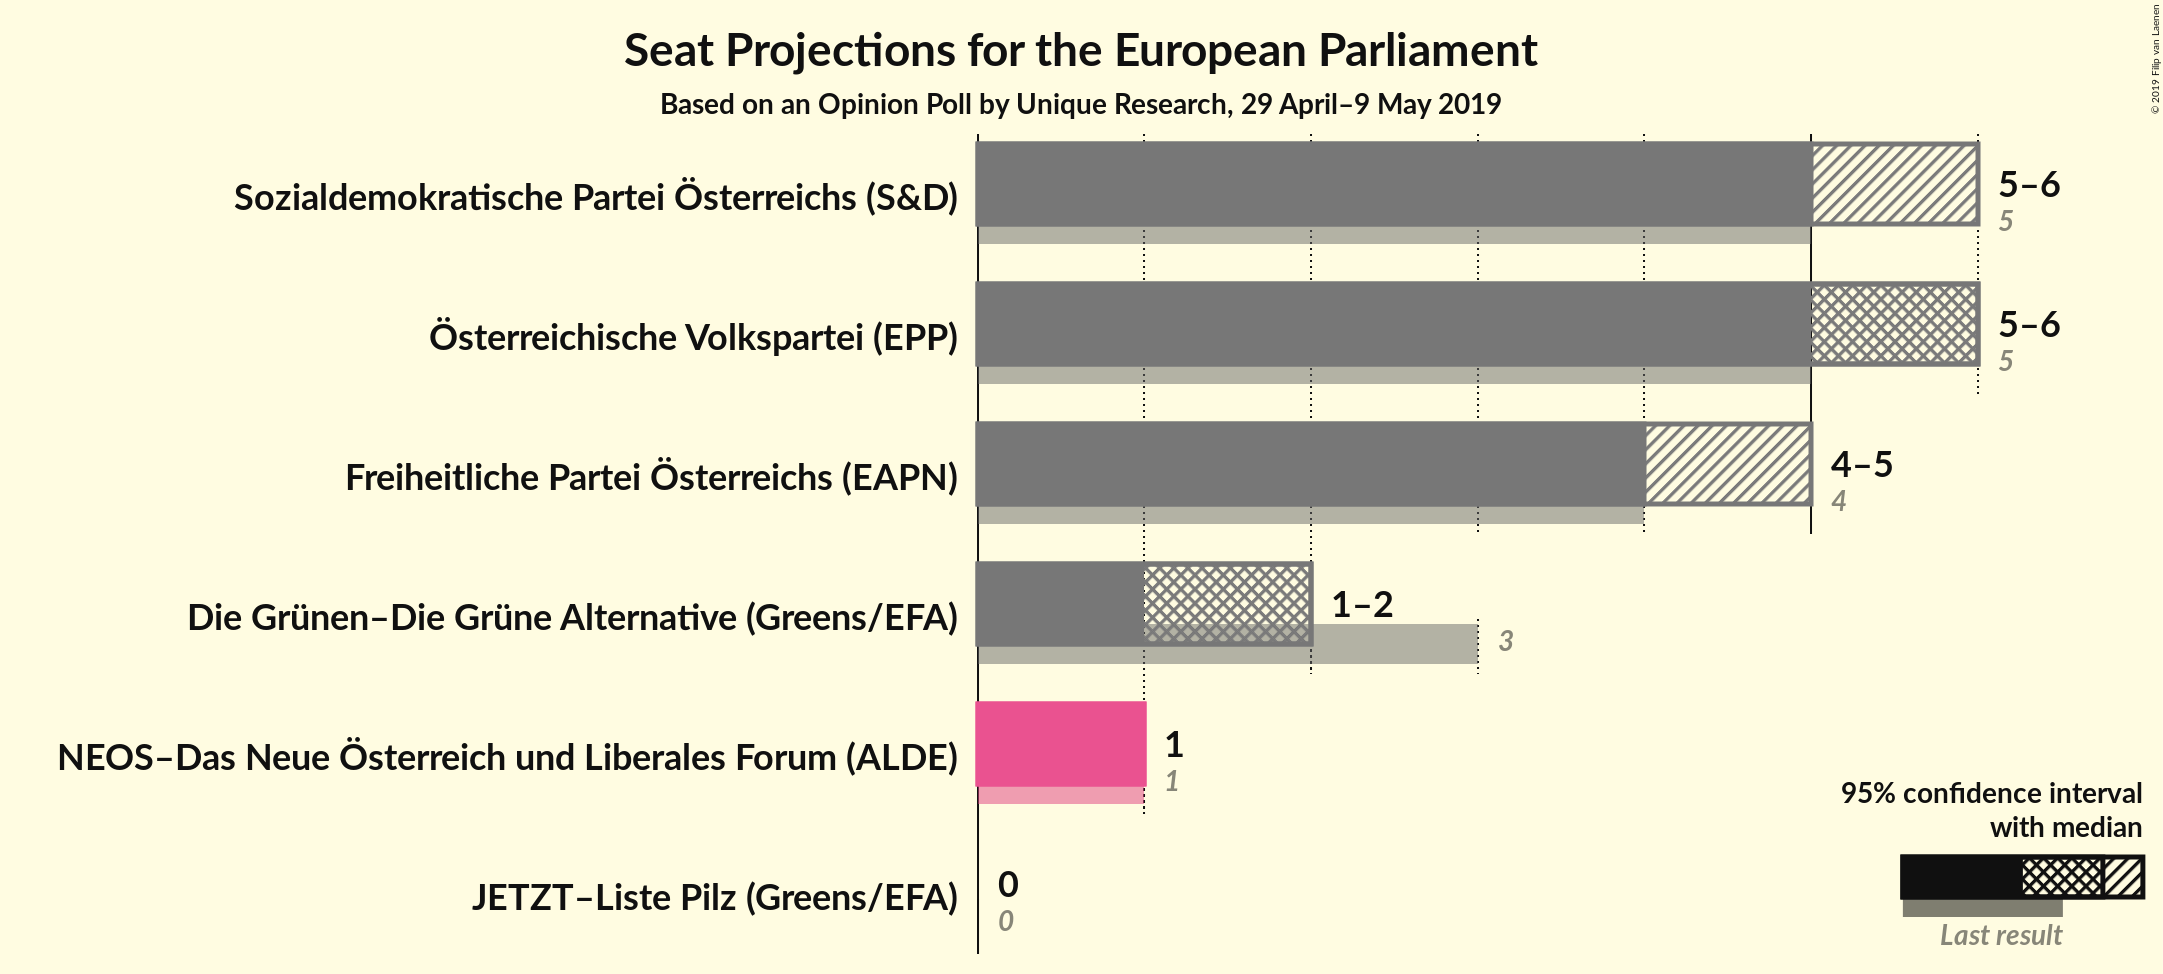 Seat Projections for the European Parliament
Based on an Opinion Poll by Unique Research, 29 April–9 May 2019
© 2019 Filip van Laenen
Sozialdemokratische Partei Österreichs (S&D)
5–6
5
Österreichische Volkspartei (EPP)
5–6
5
Freiheitliche Partei Österreichs (EAPN)
4–5
4
Die Grünen–Die Grüne Alternative (Greens/EFA)
1–2
3
NEOS–Das Neue Österreich und Liberales Forum (ALDE)
1
1
JETZT–Liste Pilz (Greens/EFA)
0
0
95% confidence interval
with median
Last result